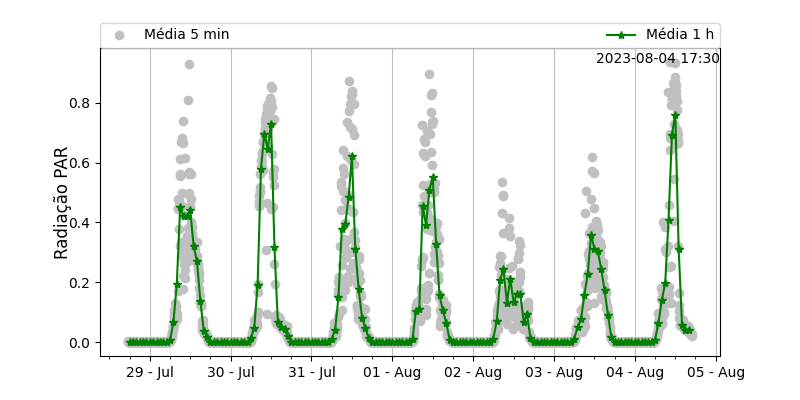 Média 5 min
Média 1 h
2023-08-04 17:30
Radiação PAR
0.8
0.6
0.4
0.2
0.0
29 - Jul
30 - Jul
31 - Jul
01 - Aug
02 - Aug
03 - Aug
04 - Aug
05 - Aug